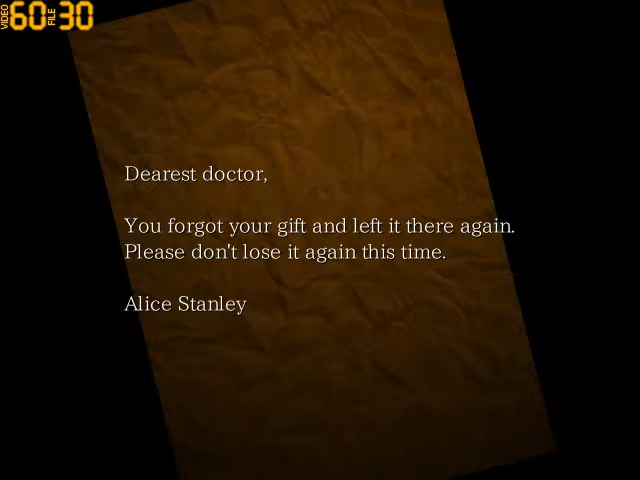 VIDEO 60:30 FILE
Dearest doctor,
You forgot your gift and left it there again.
Please don't lose it again this time.
Alice Stanley